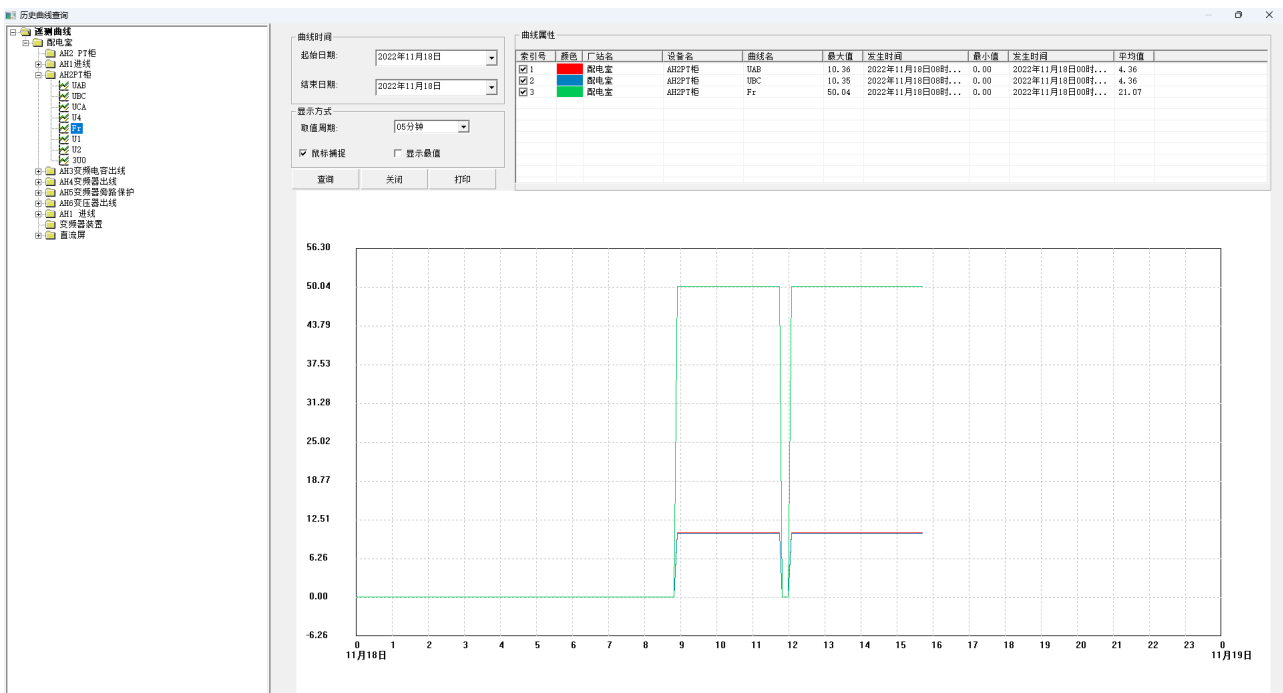 历史曲线查询
遥测曲线
配电室
AH2 PT柜
AH1进线
AH2PT柜
UAB
UBC
UCA
U4
Fr
U1
U2
3U0
AH3变频电容出线
AH4变频器出线
AH5变频器旁路保护
AH6变压器出线
AH1 进线
变频器装置
直流屏
曲线时间
起始日期: 2022年11月18日
结束日期: 2022年11月18日
显示方式
取值周期: 05分钟
鼠标捕捉 显示最值
查询 关闭 打印
曲线属性
索引号 颜色 厂站名 设备名 曲线名 最大值 发生时间 最小值 发生时间 平均值
1 配电室 AH2PT柜 UAB 10.36 2022年11月18日08时... 0.00 2022年11月18日00时... 4.36
2 配电室 AH2PT柜 UBC 10.35 2022年11月18日08时... 0.00 2022年11月18日00时... 4.36
3 配电室 AH2PT柜 Fr 50.04 2022年11月18日08时... 0.00 2022年11月18日00时... 21.07
56.30
50.04
43.79
37.53
31.28
25.02
18.77
12.51
6.26
0.00
-6.26
0 1 2 3 4 5 6 7 8 9 10 11 12 13 14 15 16 17 18 19 20 21 22 23 0
11月18日 11月19日